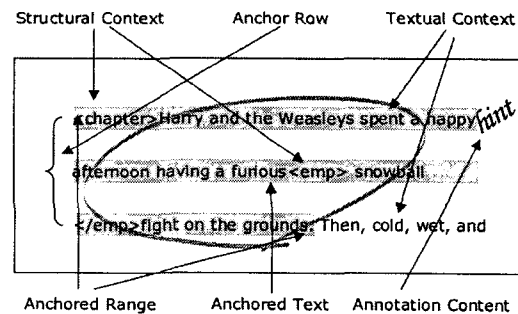 Structural Context Anchor Row Textual Context
<chapter>Harry and the Weasleys spent a happy hint
afternoon having a furious<emp> snowball
</emp>fight on the grounds. Then, cold, wet, and
Anchored Range Anchored Text Annotation Content